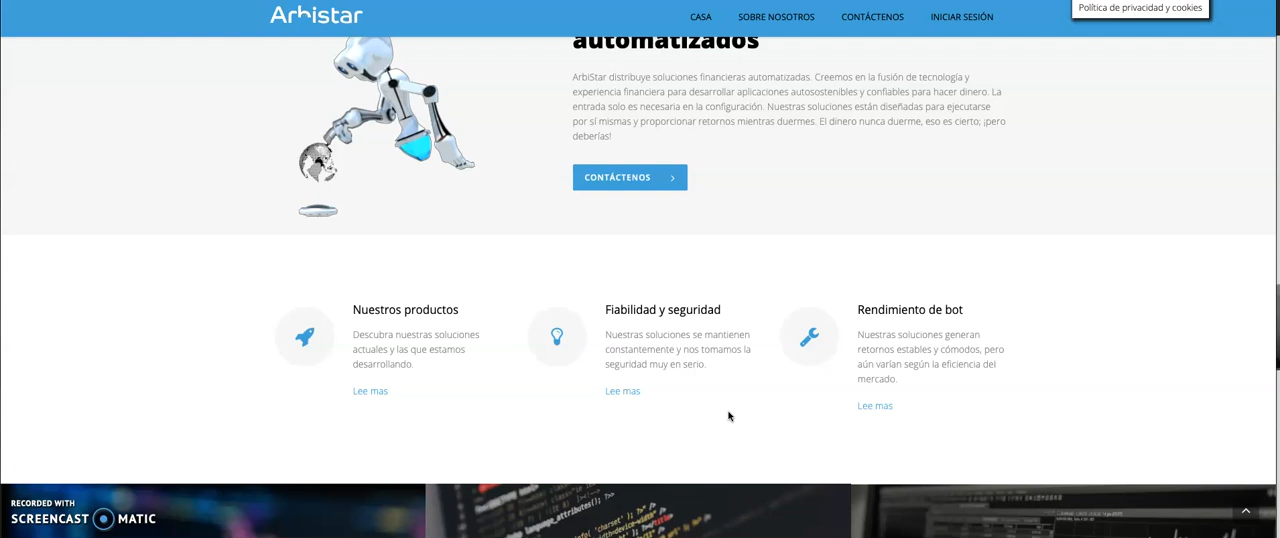 Arbistar
CASA
SOBRE NOSOTROS
CONTÁCTENOS
INICIAR SESIÓN
Política de privacidad y cookies
automatizados
ArbiStar distribuye soluciones financieras automatizadas. Creemos en la fusión de tecnología y
experiencia financiera para desarrollar aplicaciones autosostenibles y confiables para hacer dinero. La
entrada solo es necesaria en la configuración. Nuestras soluciones están diseñadas para ejecutarse
por sí mismas y proporcionar retornos mientras duermes. El dinero nunca duerme, eso es cierto; ¡pero
deberías!
CONTÁCTENOS
Nuestros productos
Descubra nuestras soluciones
actuales y las que estamos
desarrollando.
Lee mas
Fiabilidad y seguridad
Nuestras soluciones se mantienen
constantemente y nos tomamos la
seguridad muy en serio.
Lee mas
Rendimiento de bot
Nuestras soluciones generan
retornos estables y cómodos, pero
aún varían según la eficiencia del
mercado.
Lee mas
RECORDED WITH
SCREENCAST MATIC
language_attributes();
'charset'